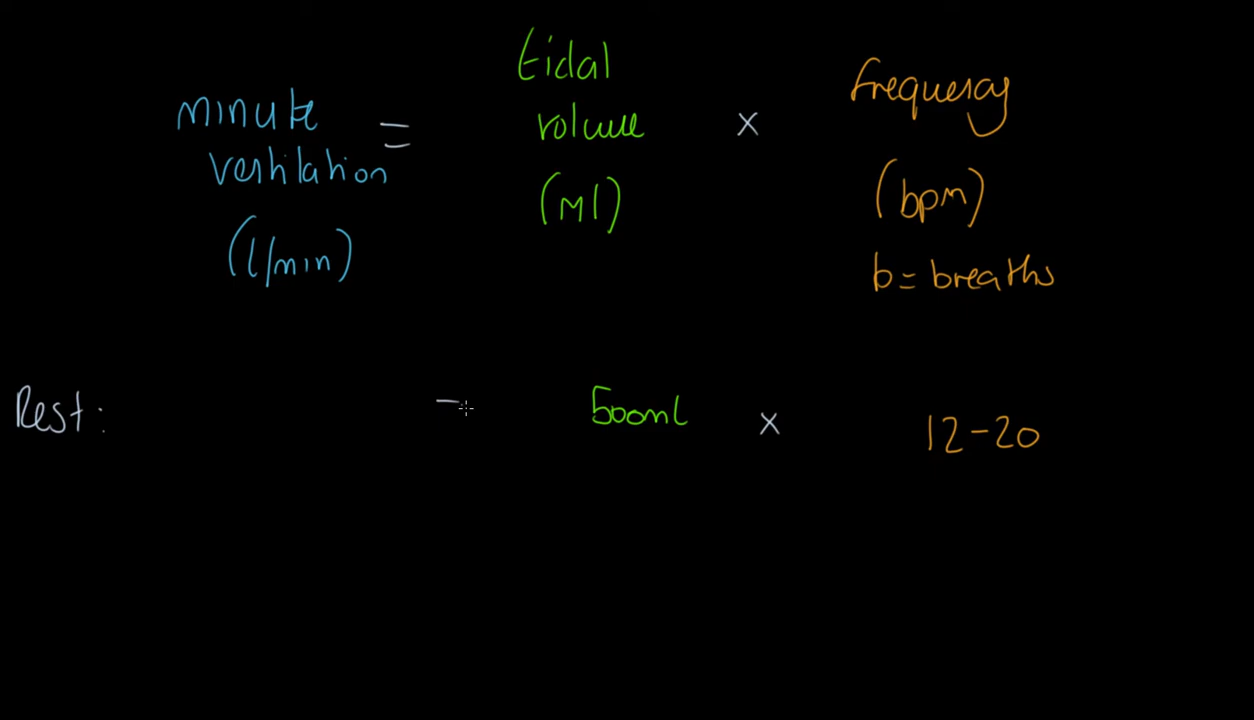 minute ventilation (l/min) = tidal volume (ml) x frequency (bpm)
b = breaths
Rest: = 500ml x 12-20